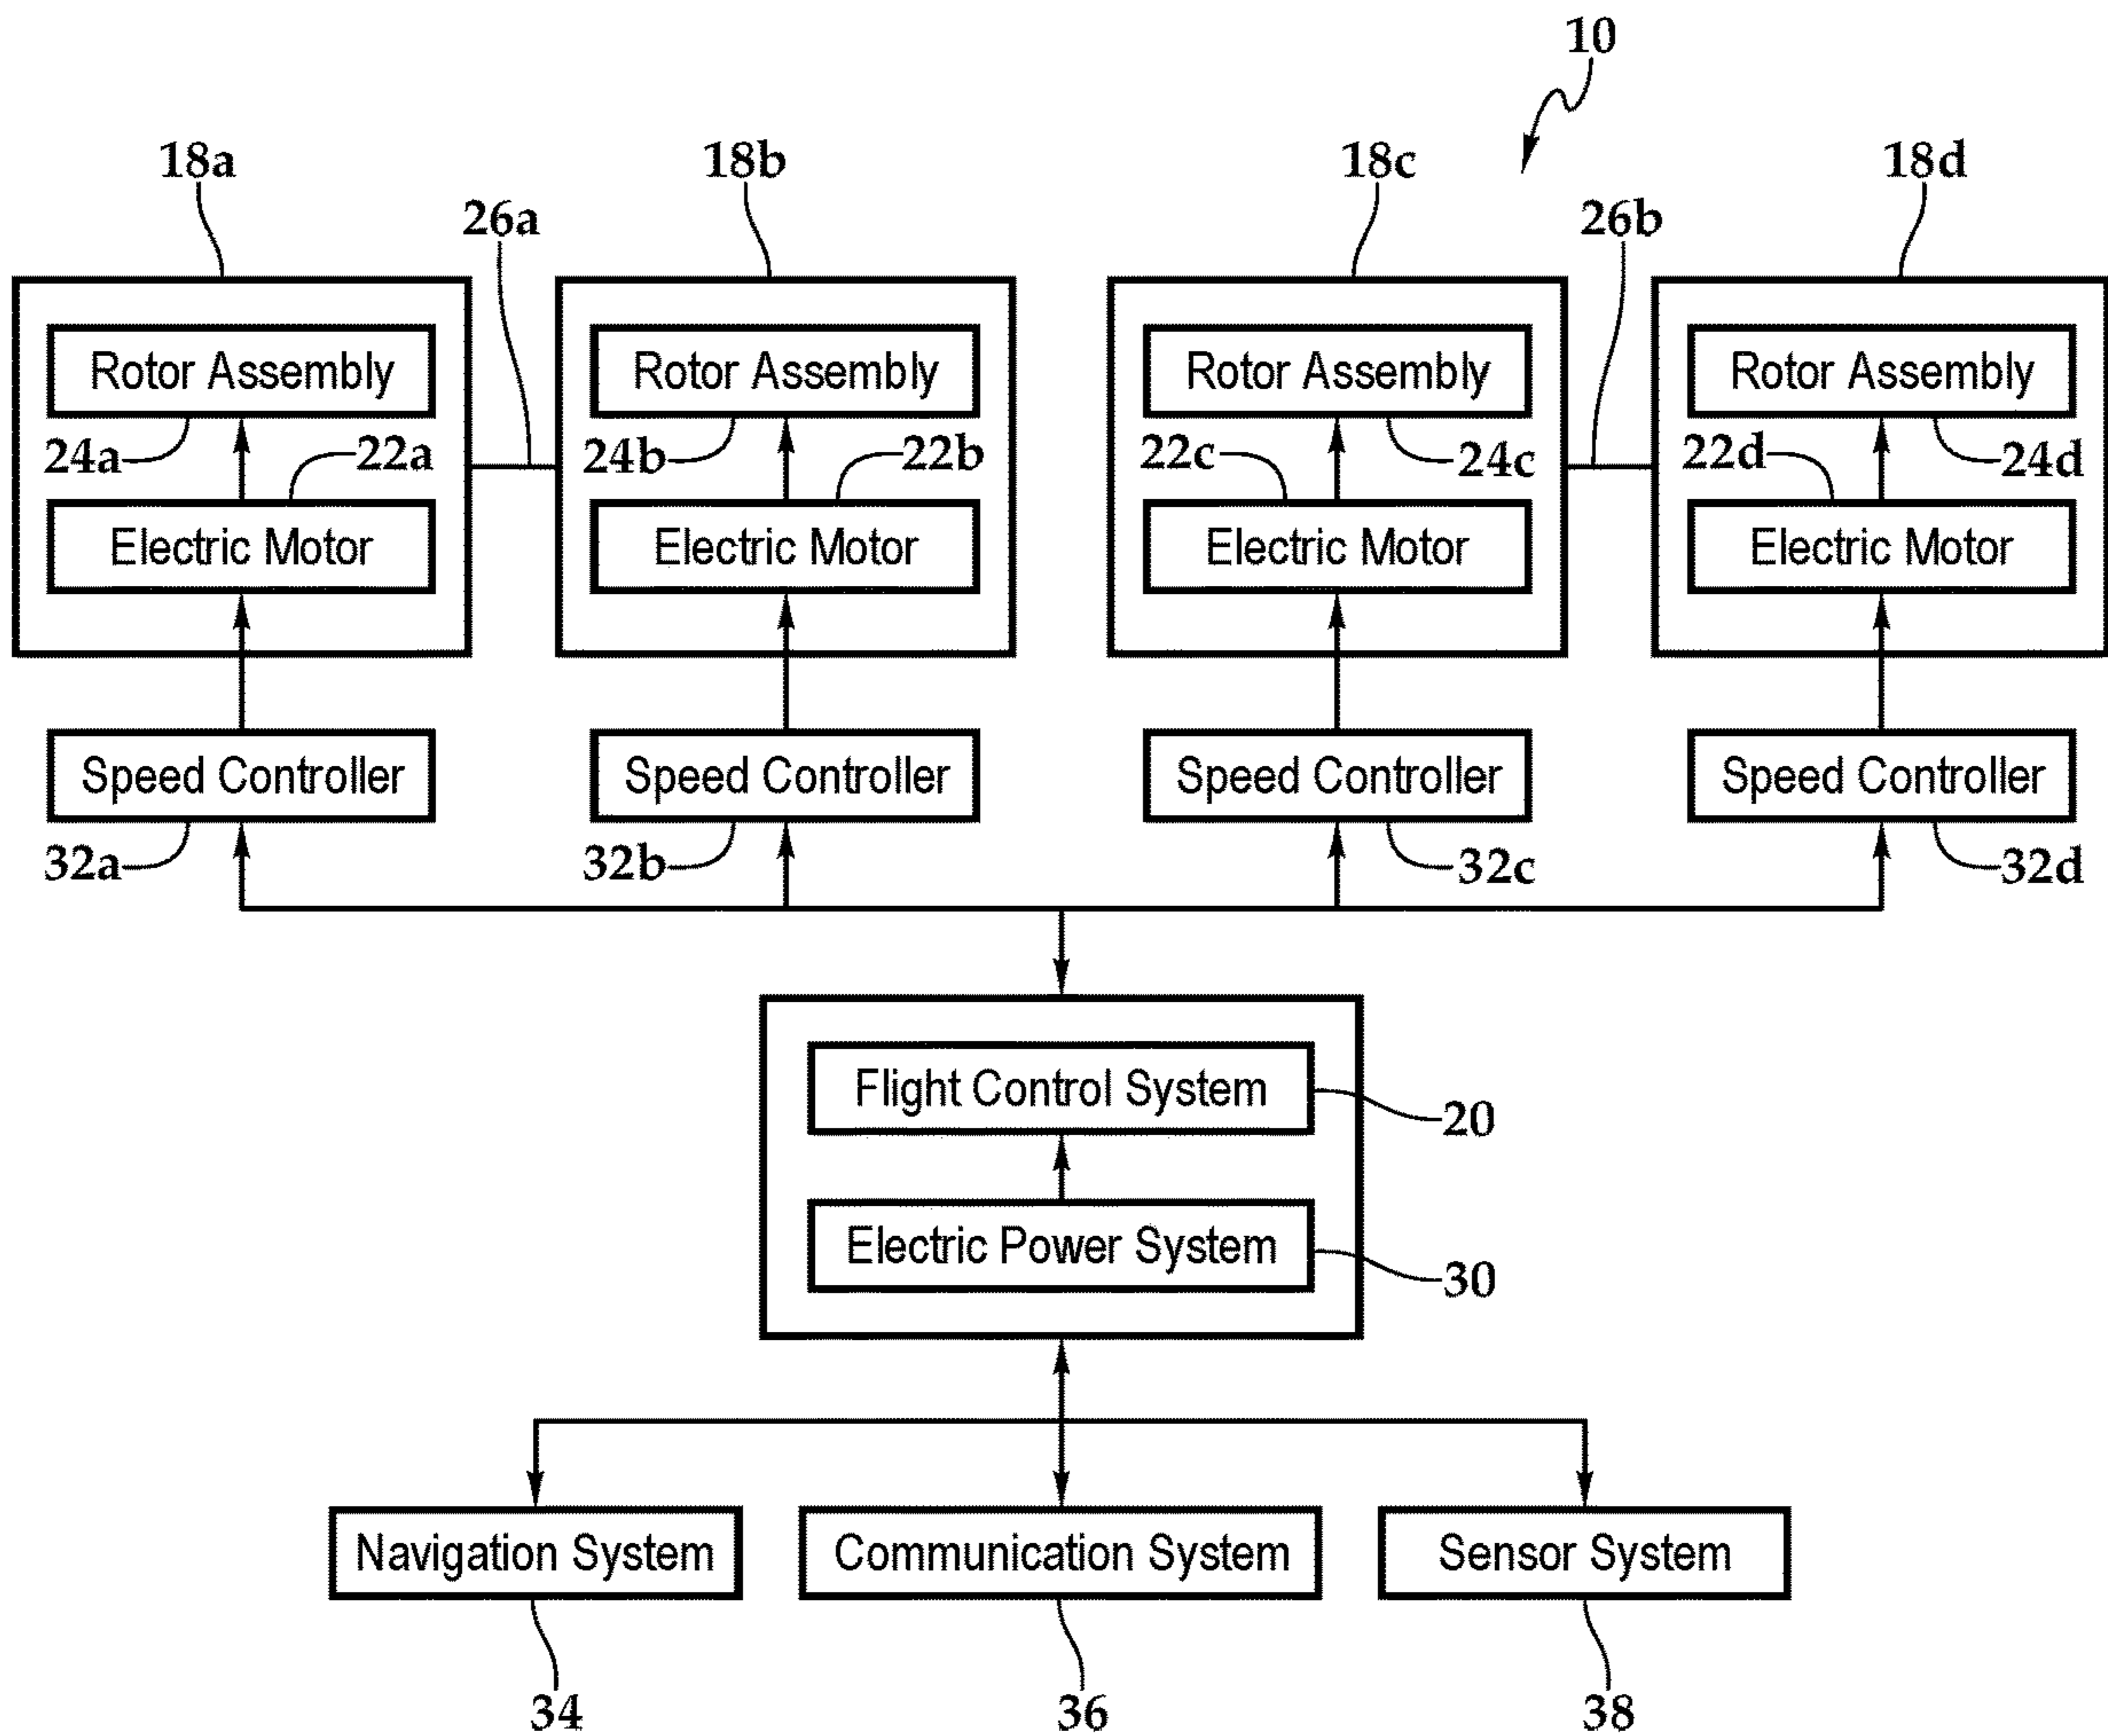 10
18a 18b 18c 18d
26a 26b
Rotor Assembly Rotor Assembly Rotor Assembly Rotor Assembly
24a 22a 24b 22b 22c 24c 22d 24d
Electric Motor Electric Motor Electric Motor Electric Motor
Speed Controller Speed Controller Speed Controller Speed Controller
32a 32b 32c 32d
Flight Control System
20
Electric Power System
30
Navigation System Communication System Sensor System
34 36 38